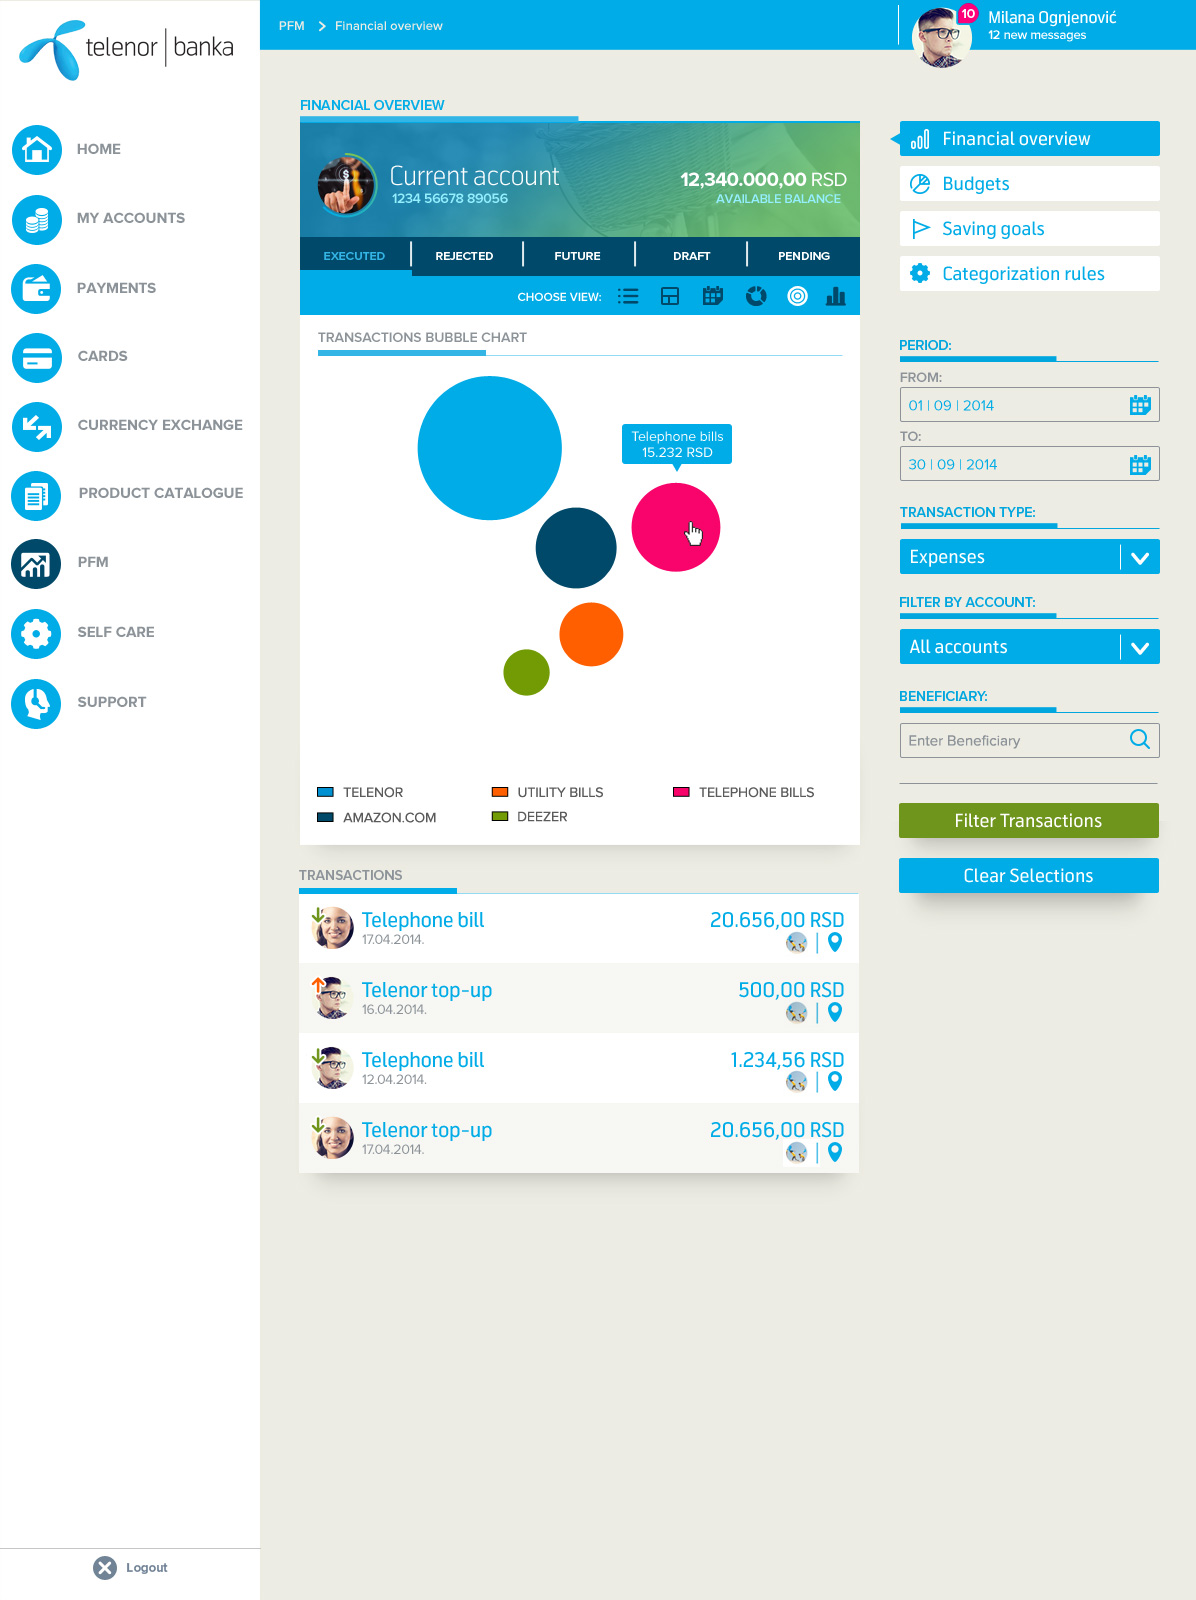 telenor | banka
PFM > Financial overview
10
Milana Ognjenović
12 new messages
HOME
MY ACCOUNTS
PAYMENTS
CARDS
CURRENCY EXCHANGE
PRODUCT CATALOGUE
PFM
SELF CARE
SUPPORT
Logout
FINANCIAL OVERVIEW
Current account
1234 56678 89056
12,340.000,00 RSD
AVAILABLE BALANCE
EXECUTED
REJECTED
FUTURE
DRAFT
PENDING
CHOOSE VIEW:
TRANSACTIONS BUBBLE CHART
Telephone bills
15.232 RSD
TELENOR
UTILITY BILLS
TELEPHONE BILLS
AMAZON.COM
DEEZER
TRANSACTIONS
Telephone bill
17.04.2014.
20.656,00 RSD
Telenor top-up
16.04.2014.
500,00 RSD
Telephone bill
12.04.2014.
1.234,56 RSD
Telenor top-up
17.04.2014.
20.656,00 RSD
Financial overview
Budgets
Saving goals
Categorization rules
PERIOD:
FROM:
01 | 09 | 2014
TO:
30 | 09 | 2014
TRANSACTION TYPE:
Expenses
FILTER BY ACCOUNT:
All accounts
BENEFICIARY:
Enter Beneficiary
Filter Transactions
Clear Selections